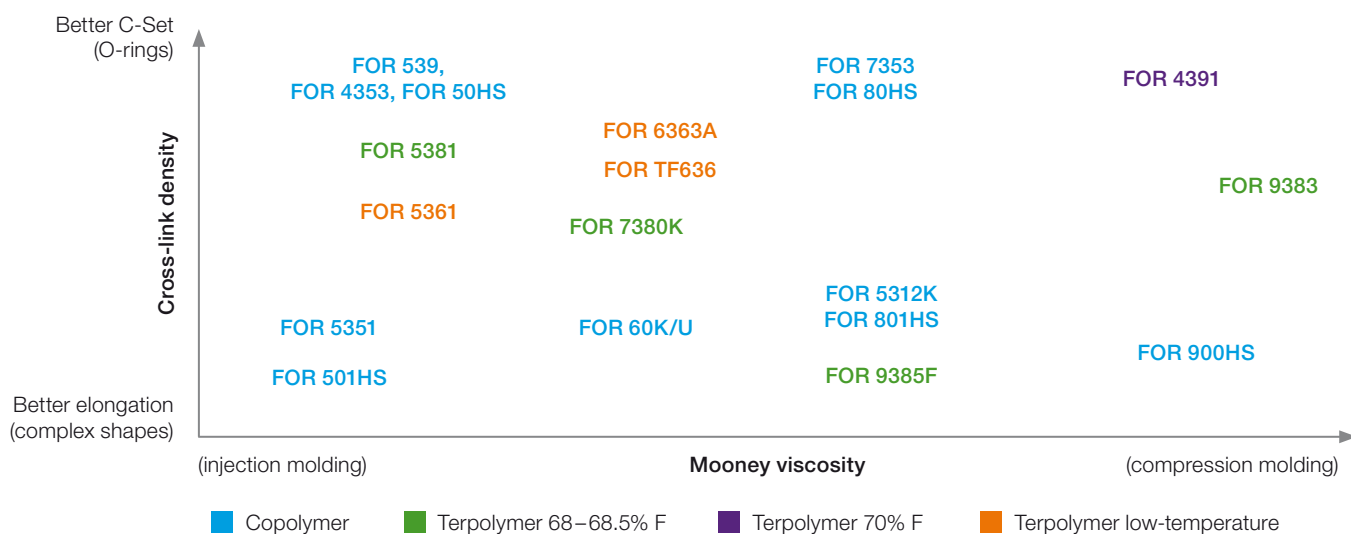 Better C-Set
(O-rings)
FOR 539,
FOR 4353, FOR 50HS
FOR 7353
FOR 80HS
FOR 4391
FOR 6363A
FOR 5381
FOR TF636
FOR 9383
FOR 5361
FOR 7380K
Cross-link density
FOR 5312K
FOR 801HS
FOR 5351
FOR 60K/U
FOR 900HS
FOR 501HS
FOR 9385F
Better elongation
(complex shapes)
(injection molding)
Mooney viscosity
(compression molding)
Copolymer
Terpolymer 68–68.5% F
Terpolymer 70% F
Terpolymer low-temperature